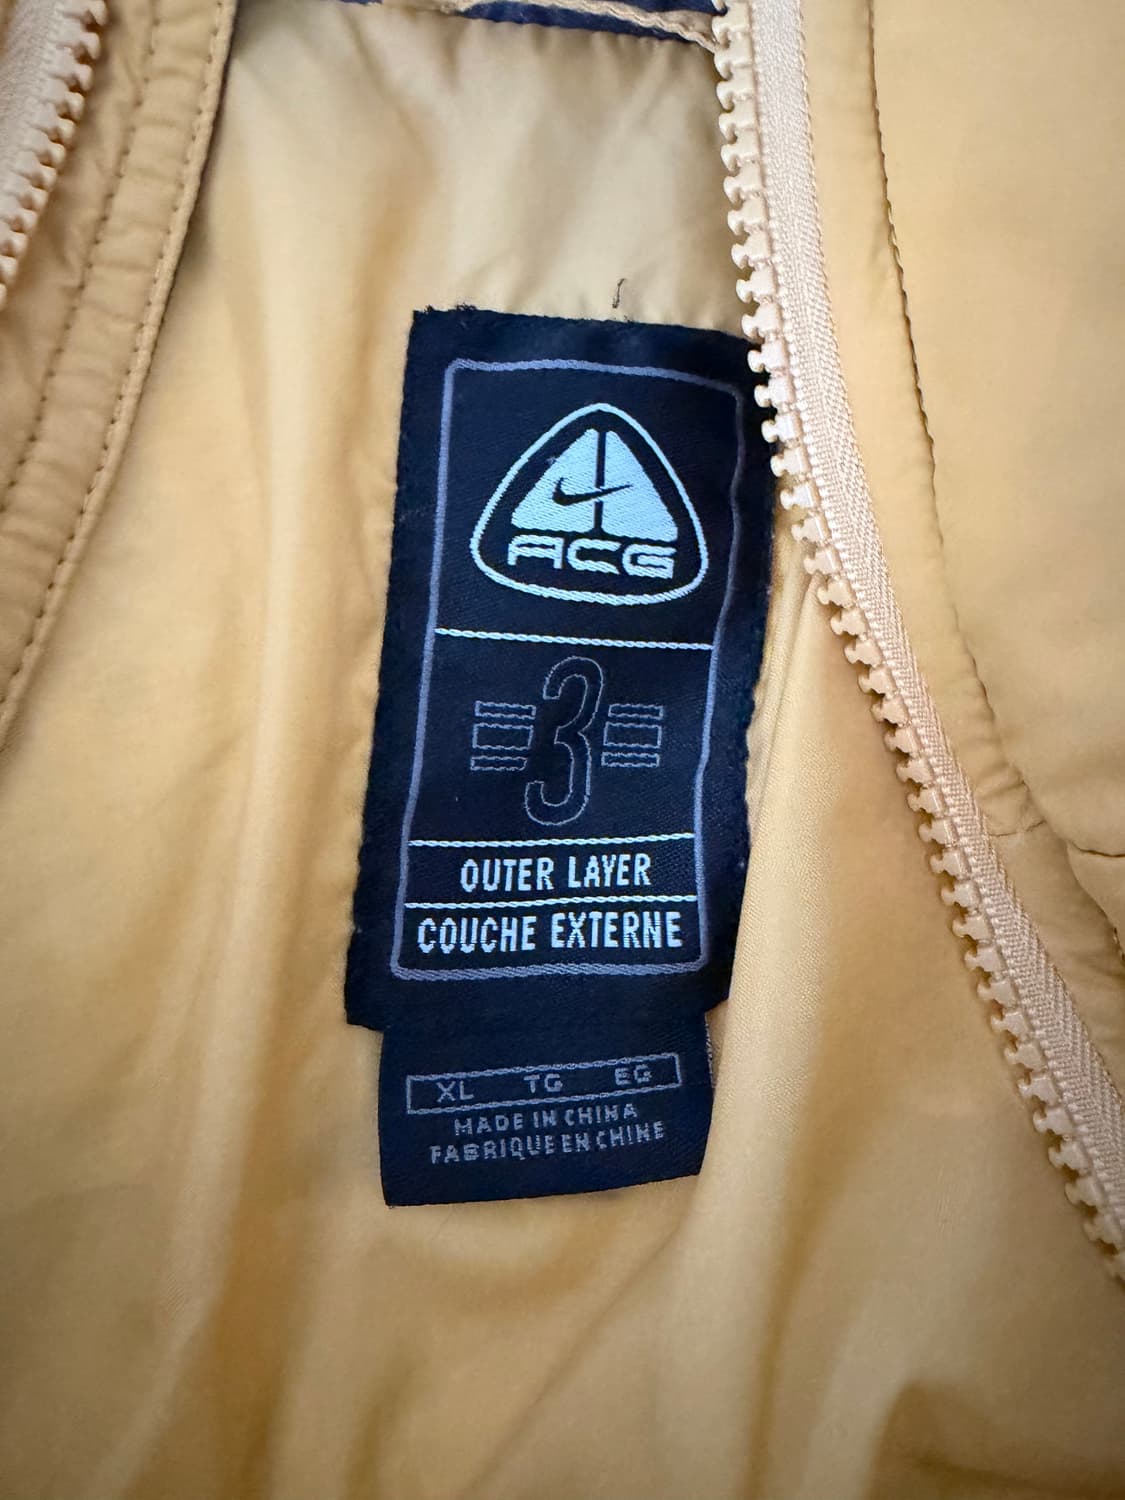 ACG
3
OUTER LAYER
COUCHE EXTERNE
XL TG EG
MADE IN CHINA
FABRIQUE EN CHINE